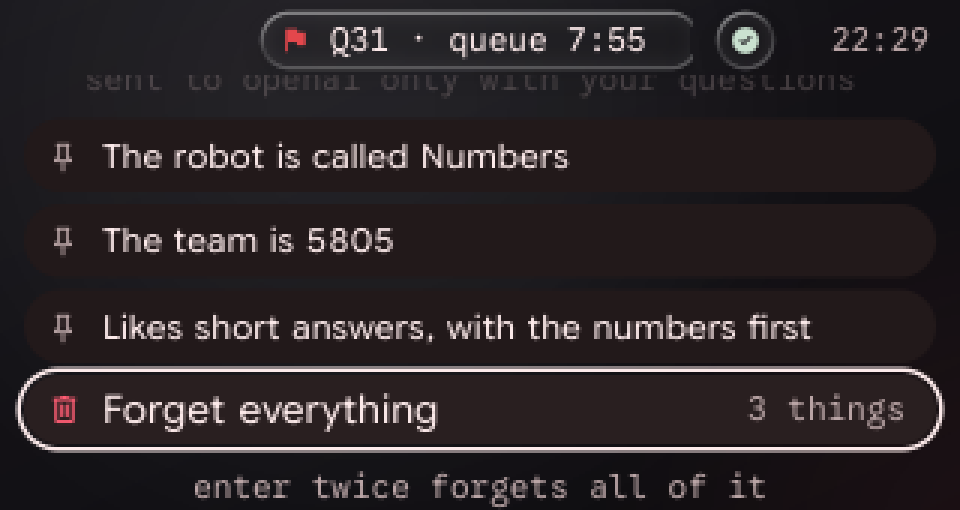 Q31 · queue 7:55
22:29
sent to openai only with your questions
The robot is called Numbers
The team is 5805
Likes short answers, with the numbers first
Forget everything 3 things
enter twice forgets all of it